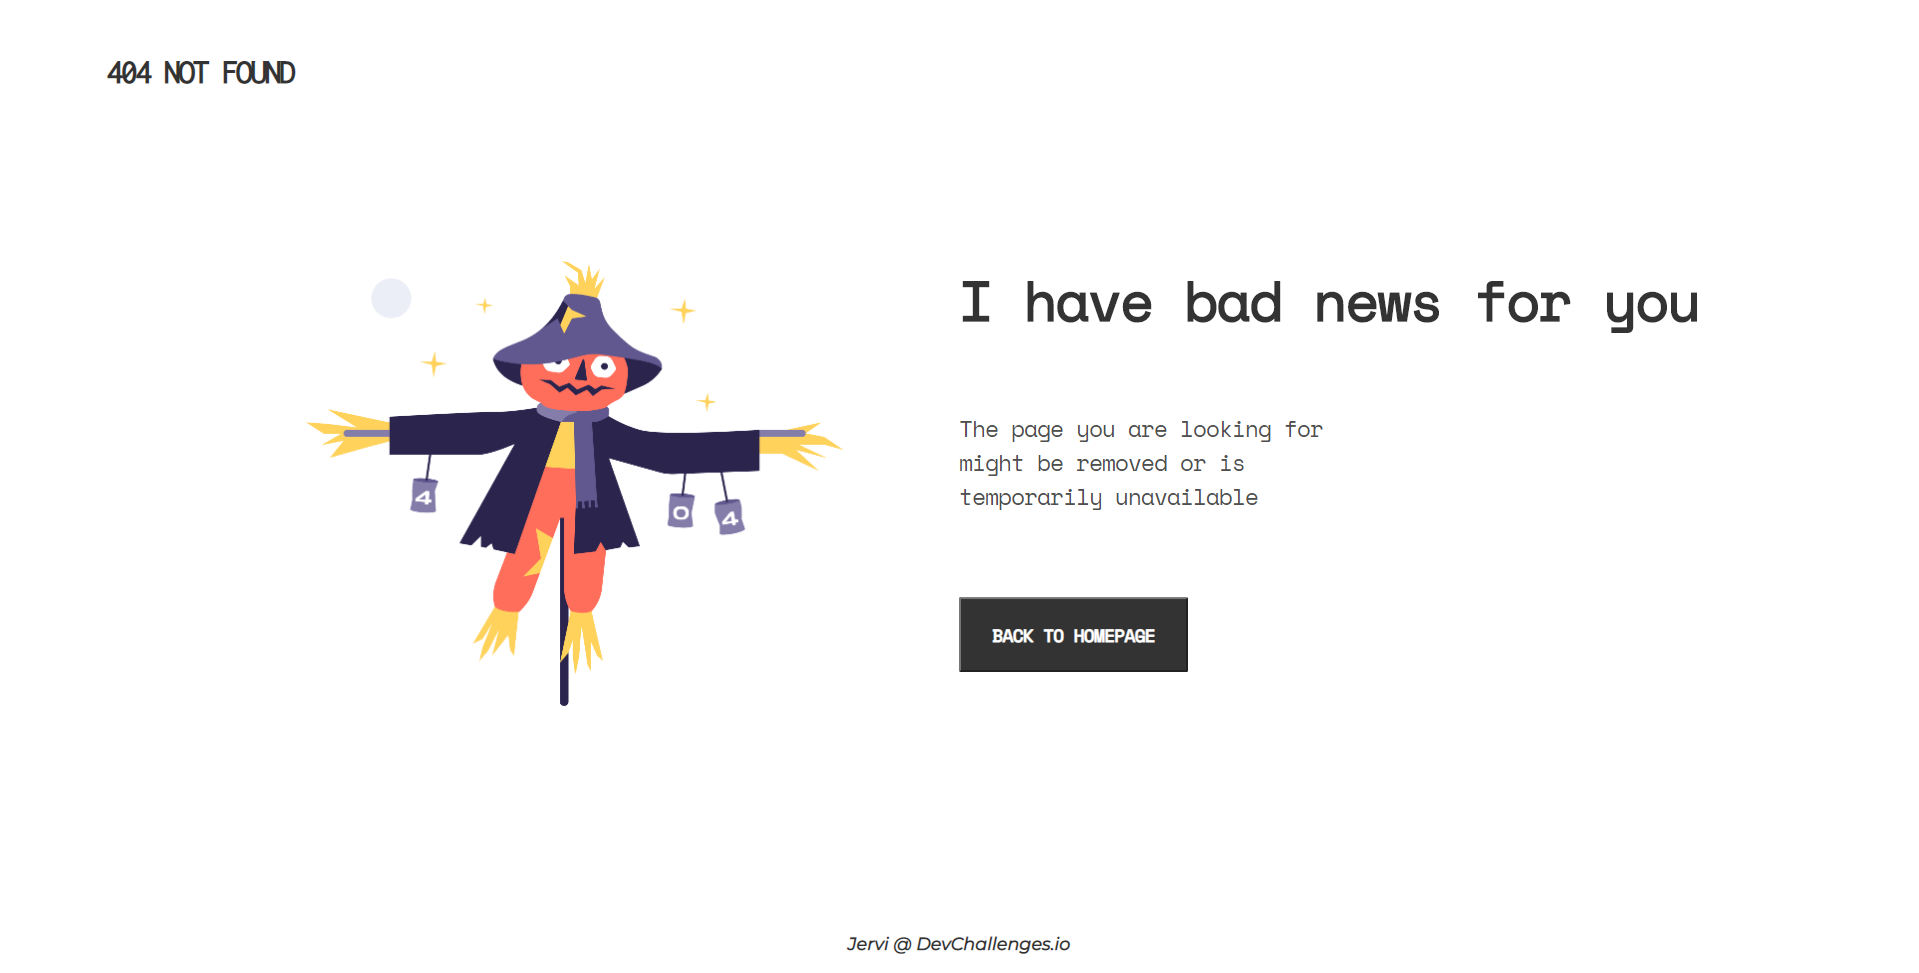 404 NOT FOUND
I have bad news for you
The page you are looking for
might be removed or is
temporarily unavailable
4
0
4
BACK TO HOMEPAGE
Jervi @ DevChallenges.io